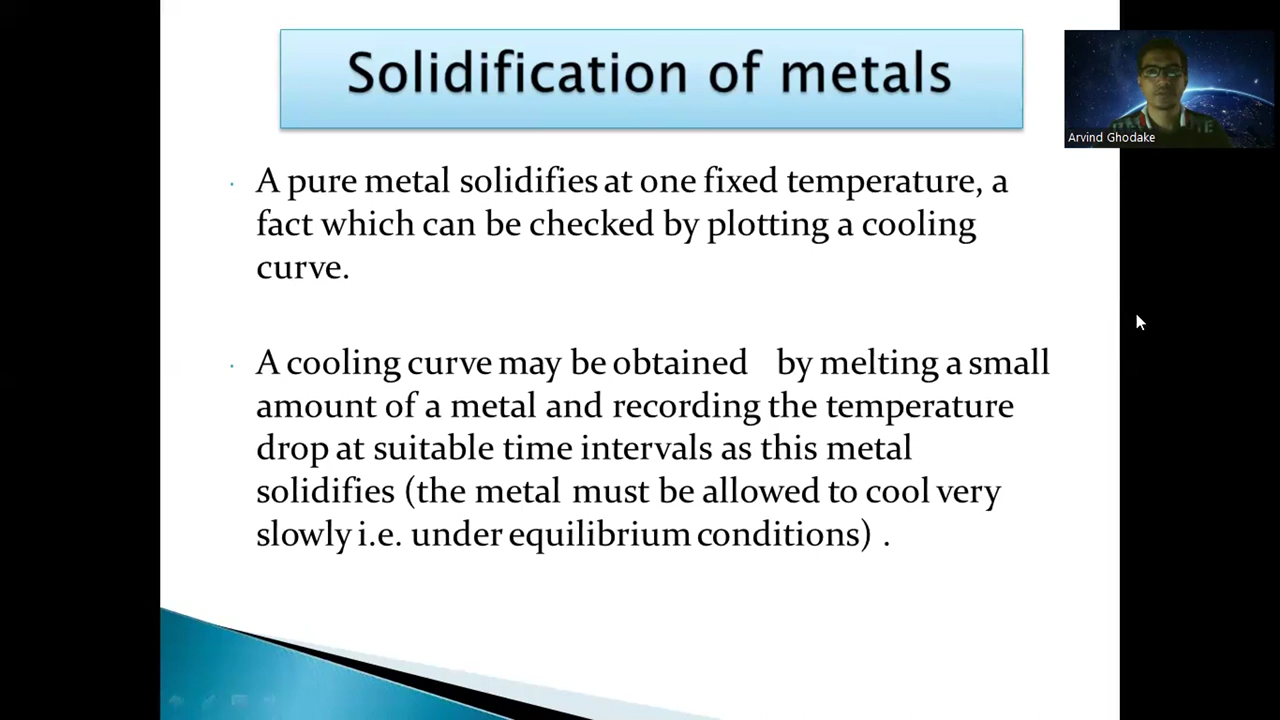 Solidification of metals
Arvind Ghodake
· A pure metal solidifies at one fixed temperature, a
fact which can be checked by plotting a cooling
curve.
· A cooling curve may be obtained by melting a small
amount of a metal and recording the temperature
drop at suitable time intervals as this metal
solidifies (the metal must be allowed to cool very
slowly i.e. under equilibrium conditions) .